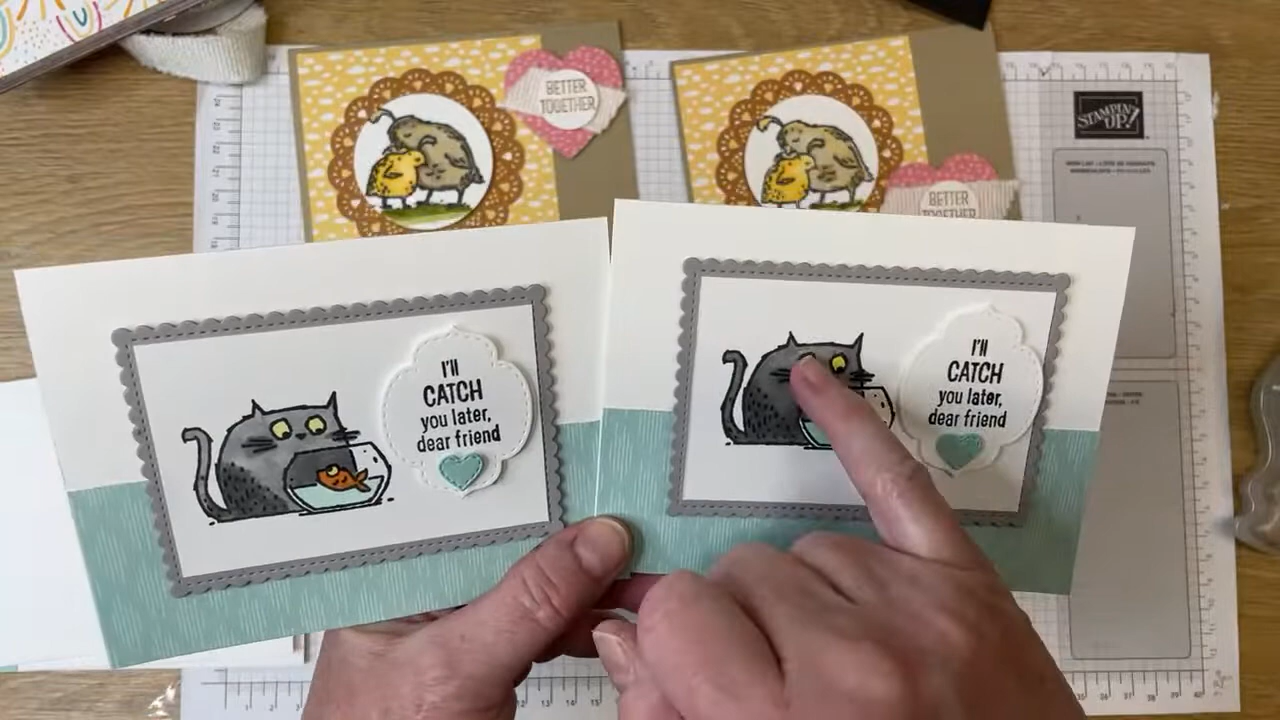 BETTER
TOGETHER
BETTER
TOGETHER
STAMPIN'
UP!
I'll
CATCH
you later,
dear friend
I'll
CATCH
you later,
dear friend